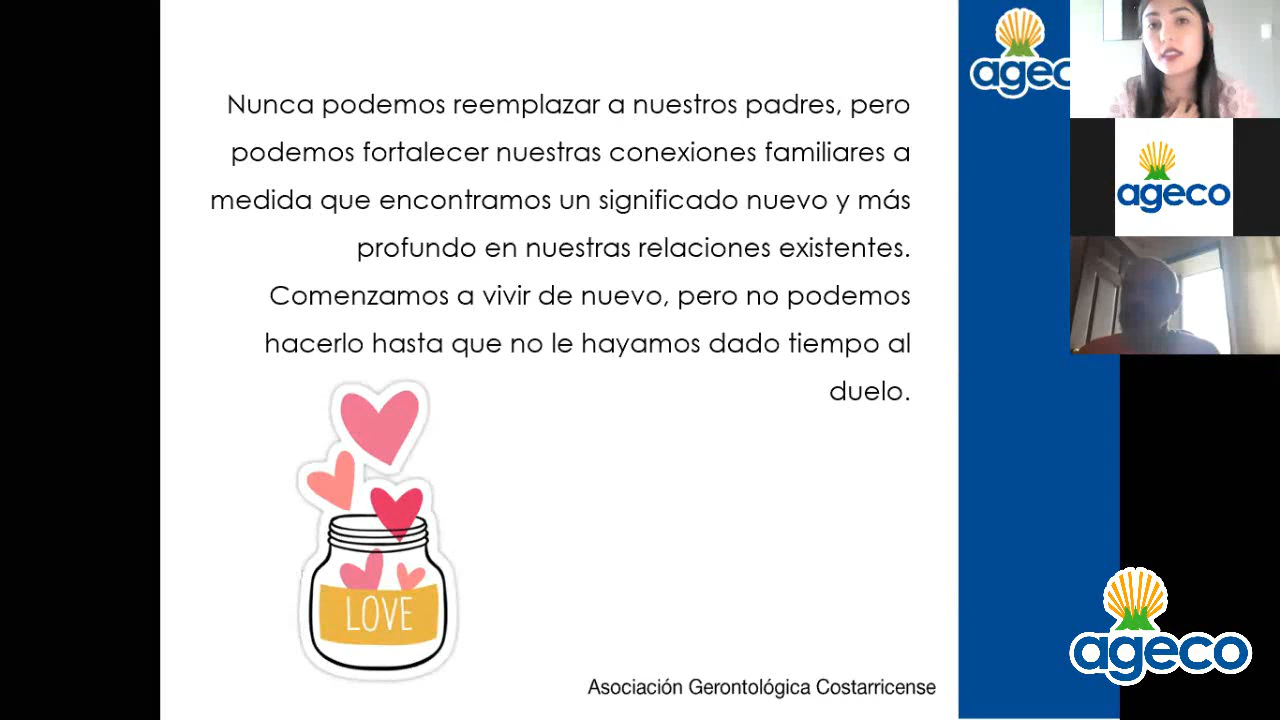 Nunca podemos reemplazar a nuestros padres, pero
podemos fortalecer nuestras conexiones familiares a
medida que encontramos un significado nuevo y más
profundo en nuestras relaciones existentes.
Comenzamos a vivir de nuevo, pero no podemos
hacerlo hasta que no le hayamos dado tiempo al
duelo.
LOVE
Asociación Gerontológica Costarricense
agec
ageco
ageco